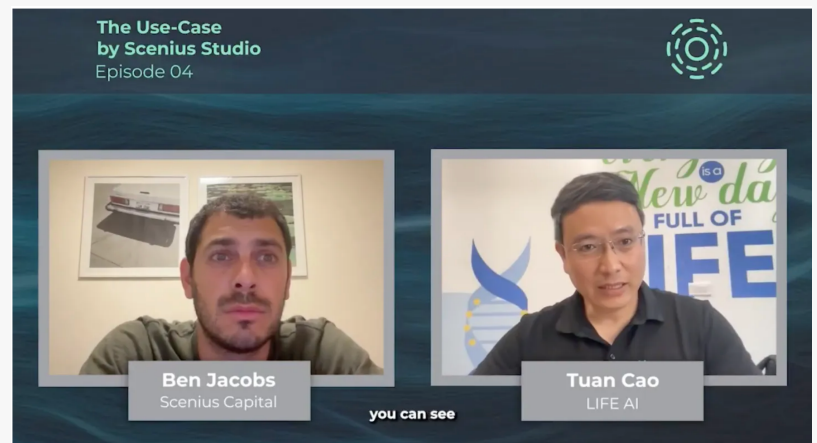 The Use-Case
by Scenius Studio
Episode 04
is a
New da
FULL OF
IFE
Ben Jacobs
Scenius Capital
Tuan Cao
LIFE AI
you can see